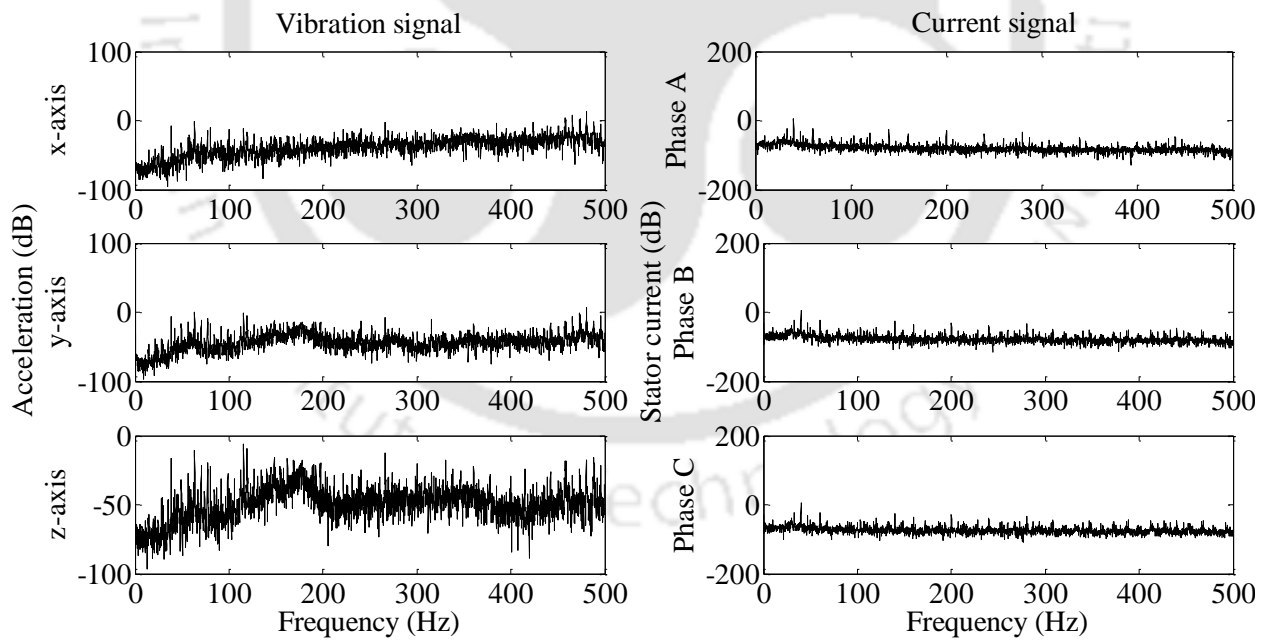 Vibration signal
Current signal
Acceleration (dB)
x-axis
100
0
-100
0 100 200 300 400 500
y-axis
100
0
-100
0 100 200 300 400 500
z-axis
0
-50
-100
0 100 200 300 400 500
Frequency (Hz)
Stator current (dB)
Phase A
200
0
-200
0 100 200 300 400 500
Phase B
200
0
-200
0 100 200 300 400 500
Phase C
200
0
-200
0 100 200 300 400 500
Frequency (Hz)